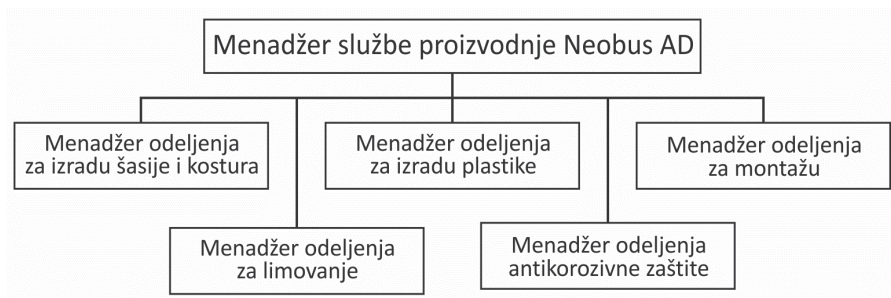 Menadžer službe proizvodnje Neobus AD
Menadžer odeljenja
za izradu šasije i kostura
Menadžer odeljenja
za izradu plastike
Menadžer odeljenja
za montažu
Menadžer odeljenja
za limovanje
Menadžer odeljenja
antikorozivne zaštite